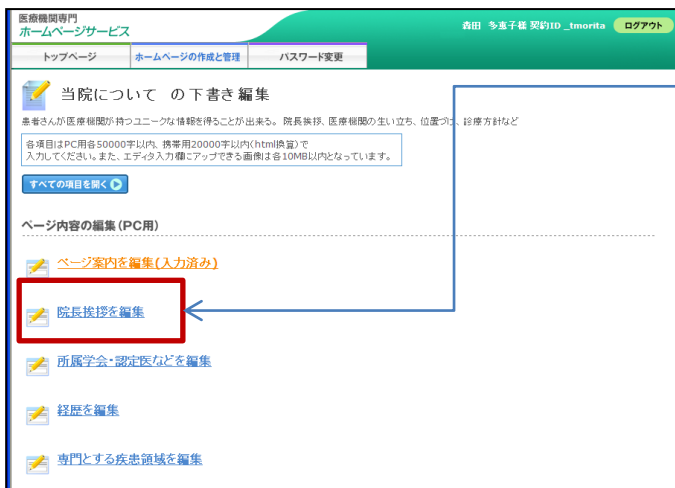 医療機関専門
ホームページサービス
森田 多恵子様 契約ID _tmorita
ログアウト
トップページ
ホームページの作成と管理
パスワード変更
当院について の下書き編集
患者さんが医療機関が持つユニークな情報を得ることが出来る。 院長挨拶、医療機関の生い立ち、位置づけ、診療方針など
各項目はPC用各50000字以内、携帯用20000字以内(html換算)で
入力してください。また、エディタ入力欄にアップできる画像は各10MB以内となっています。
すべての項目を開く
ページ内容の編集(PC用)
ページ案内を編集(入力済み)
院長挨拶を編集
所属学会・認定医などを編集
経歴を編集
専門とする疾患領域を編集